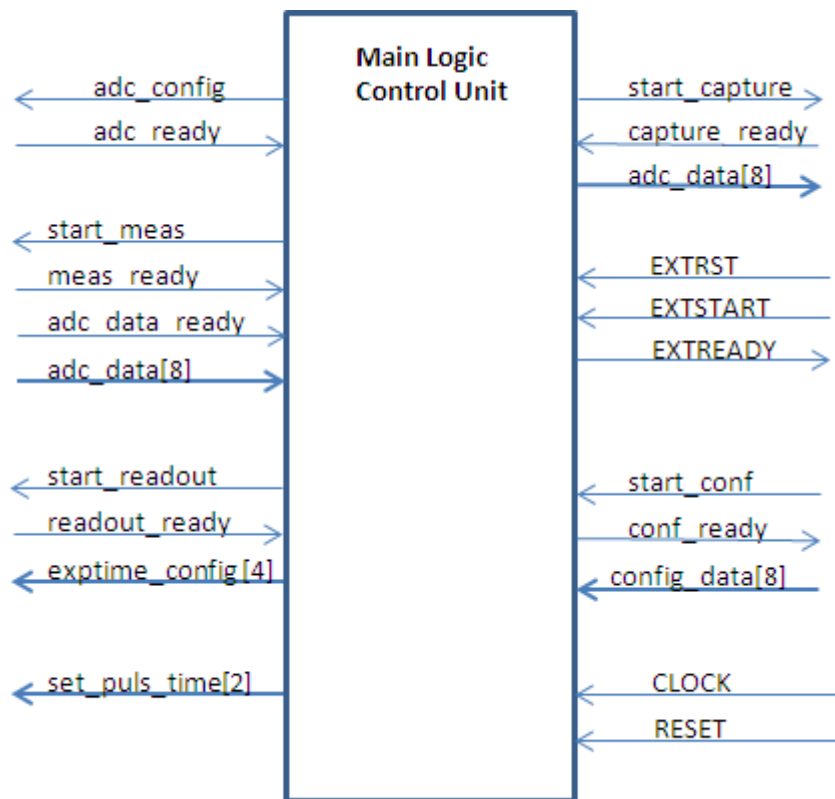 Main Logic
Control Unit
adc_config
adc_ready
start_meas
meas_ready
adc_data_ready
adc_data[8]
start_readout
readout_ready
exptime_config[4]
set_puls_time[2]
start_capture
capture_ready
adc_data[8]
EXTRST
EXTSTART
EXTREADY
start_conf
conf_ready
config_data[8]
CLOCK
RESET